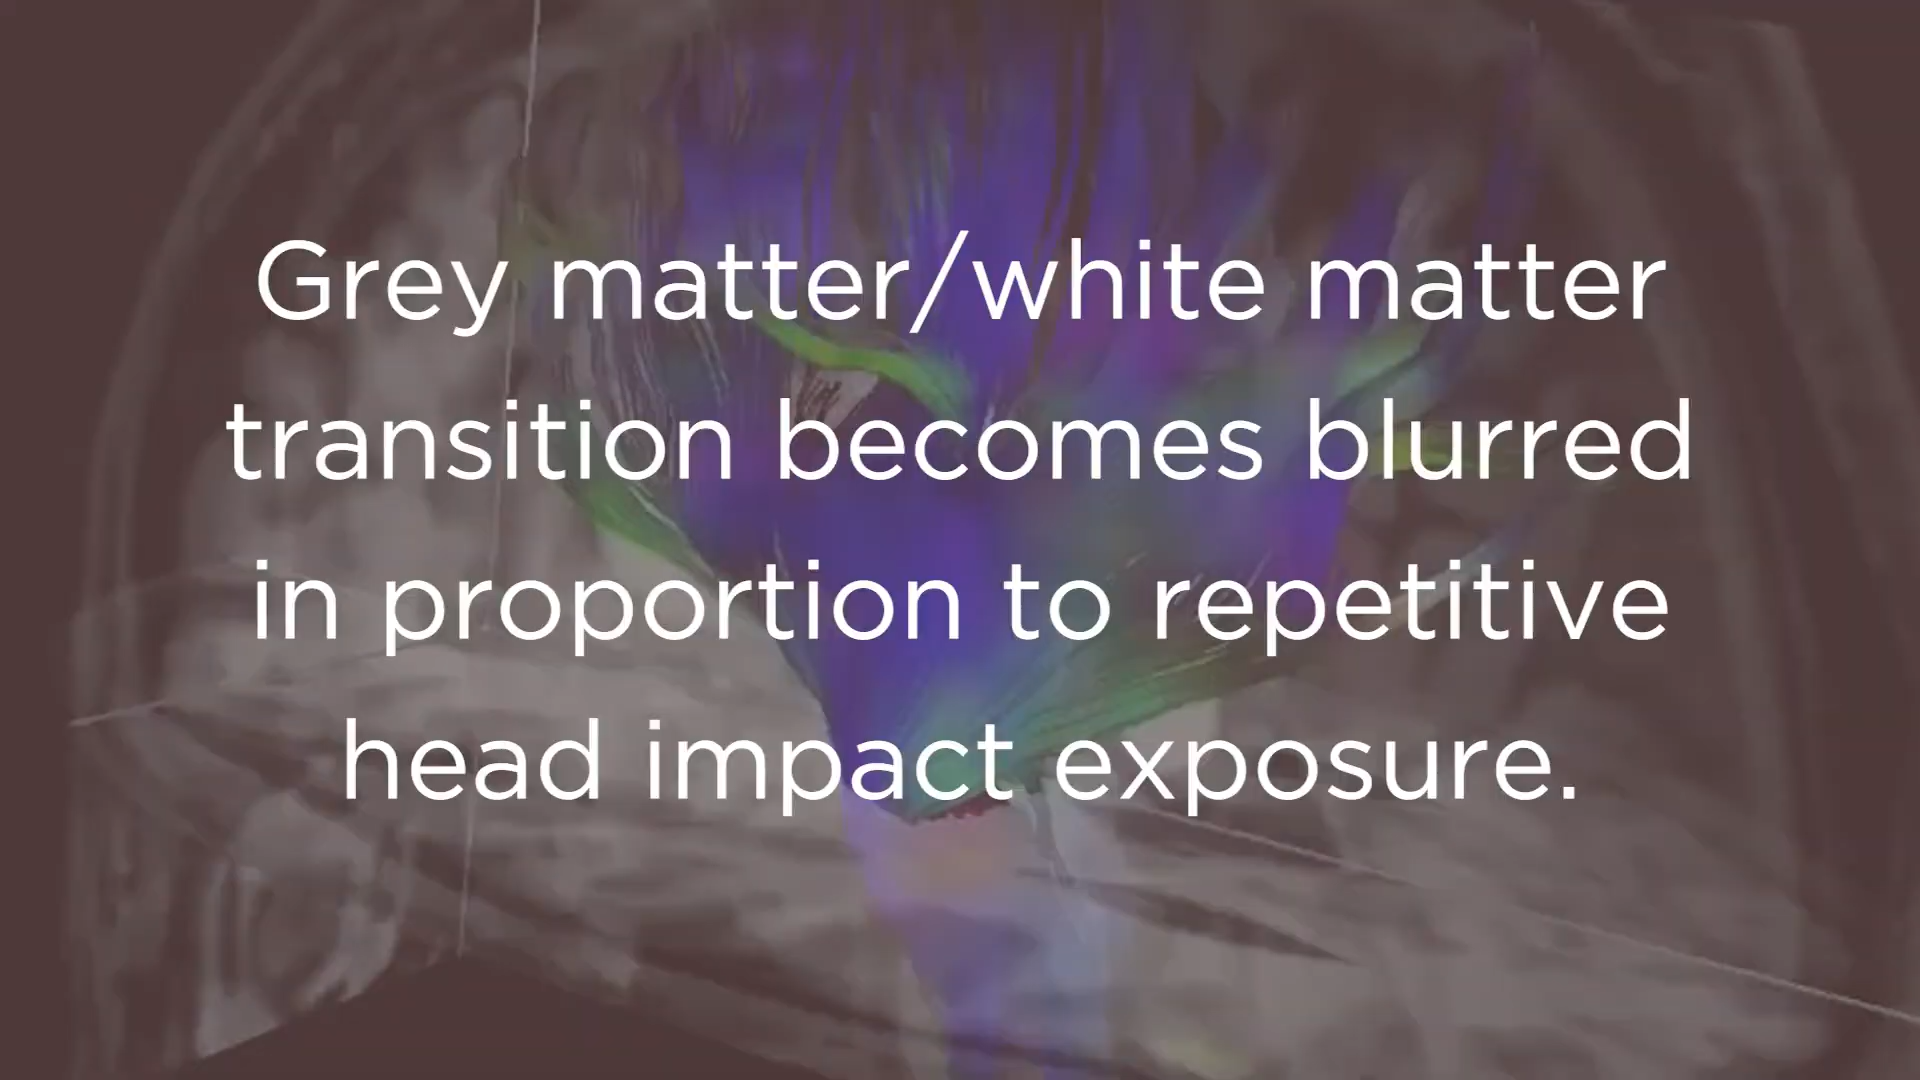 Grey matter/white matter
transition becomes blurred
in proportion to repetitive
head impact exposure.